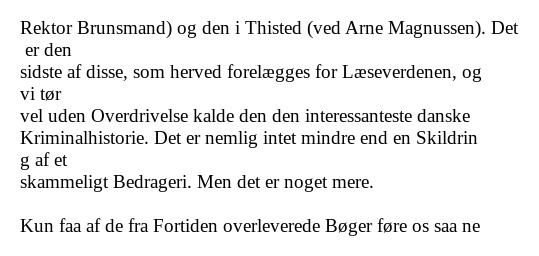 Rektor Brunsmand) og den i Thisted (ved Arne Magnussen). Det
er den
sidste af disse, som herved forelægges for Læseverdenen, og
vi tør
vel uden Overdrivelse kalde den den interessanteste danske
Kriminalhistorie. Det er nemlig intet mindre end en Skildrin
g af et
skammeligt Bedrageri. Men det er noget mere.

Kun faa af de fra Fortiden overleverede Bøger føre os saa ne